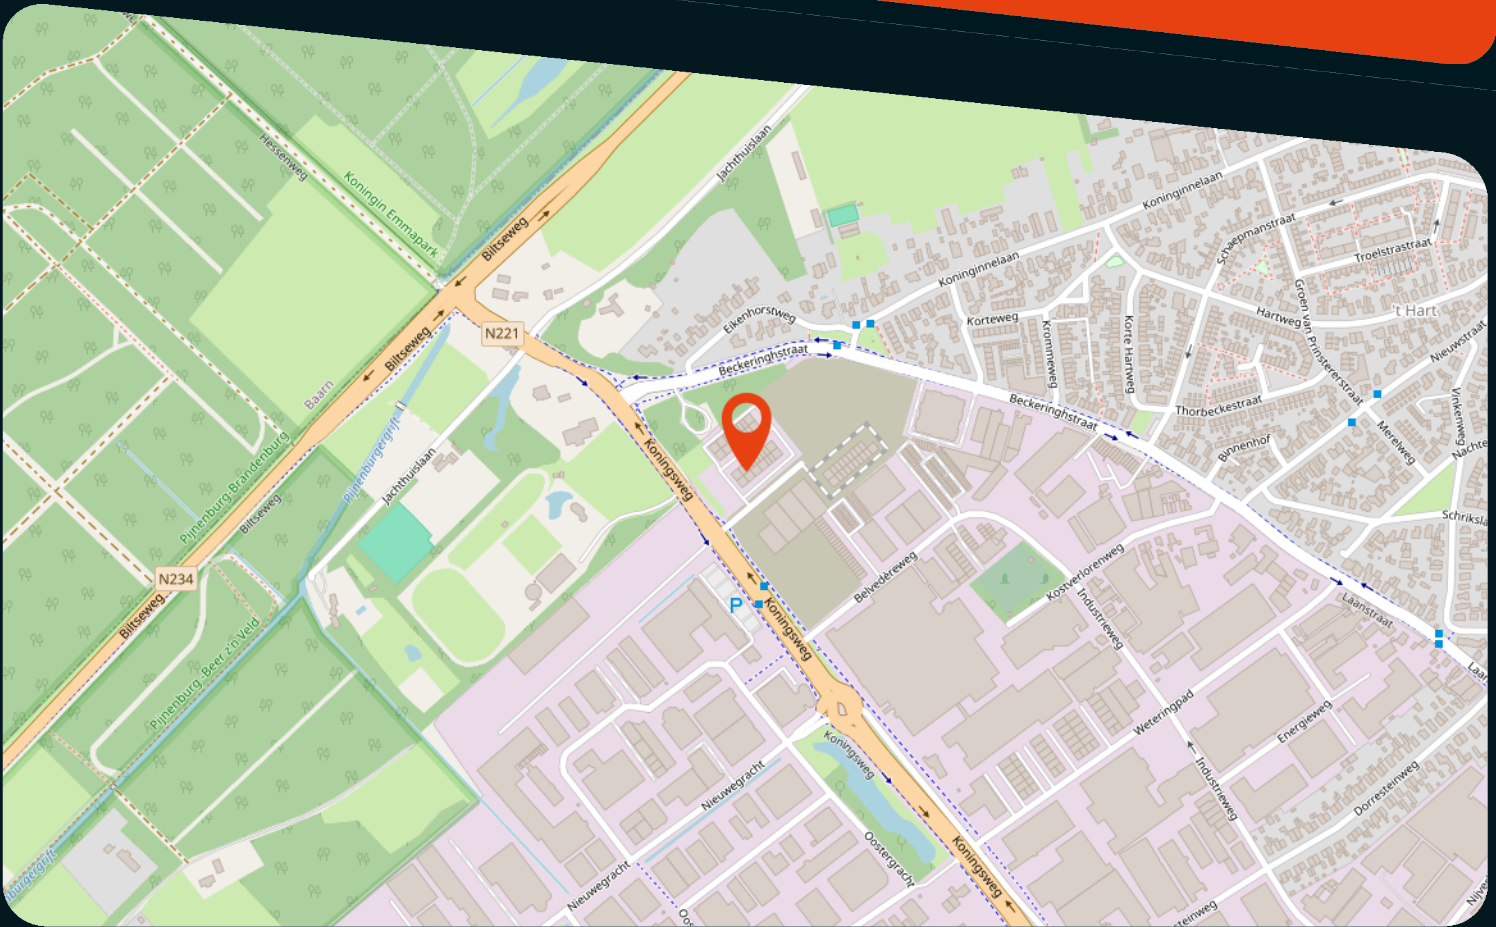 Hessenweg
Koningin Emmapark
Biltseweg
Jachthuislaan
Koninginnelaan
Schaepmanstraat
Troelstrastraat
Koninginnelaan
Groen van Prinstererstraat
't Hart
Hartweg
Nieuwstraat
Eikenhorstweg
Korteweg
Krommeweg
Korte Hartweg
N221
Biltseweg
Baarn
Beckeringhstraat
Beckeringhstraat
Thorbeckestraat
Vinkenweg
Merelweg
Binnenhof
Pijnenburgergrift
Jachthuislaan
Koningsweg
Pijnenburg-Brandenburg
Biltseweg
N234
Biltseweg
Belvedèreweg
Kostverlorenweg
Industrieweg
Laanstraat
P
Koningsweg
Pijnenburg "Beer z'n Veld"
Weteringpad
Energieweg
Koningsweg
Nieuwegracht
Industrieweg
Dorresteinweg
Oostergracht
Koningsweg
Nieuwegracht